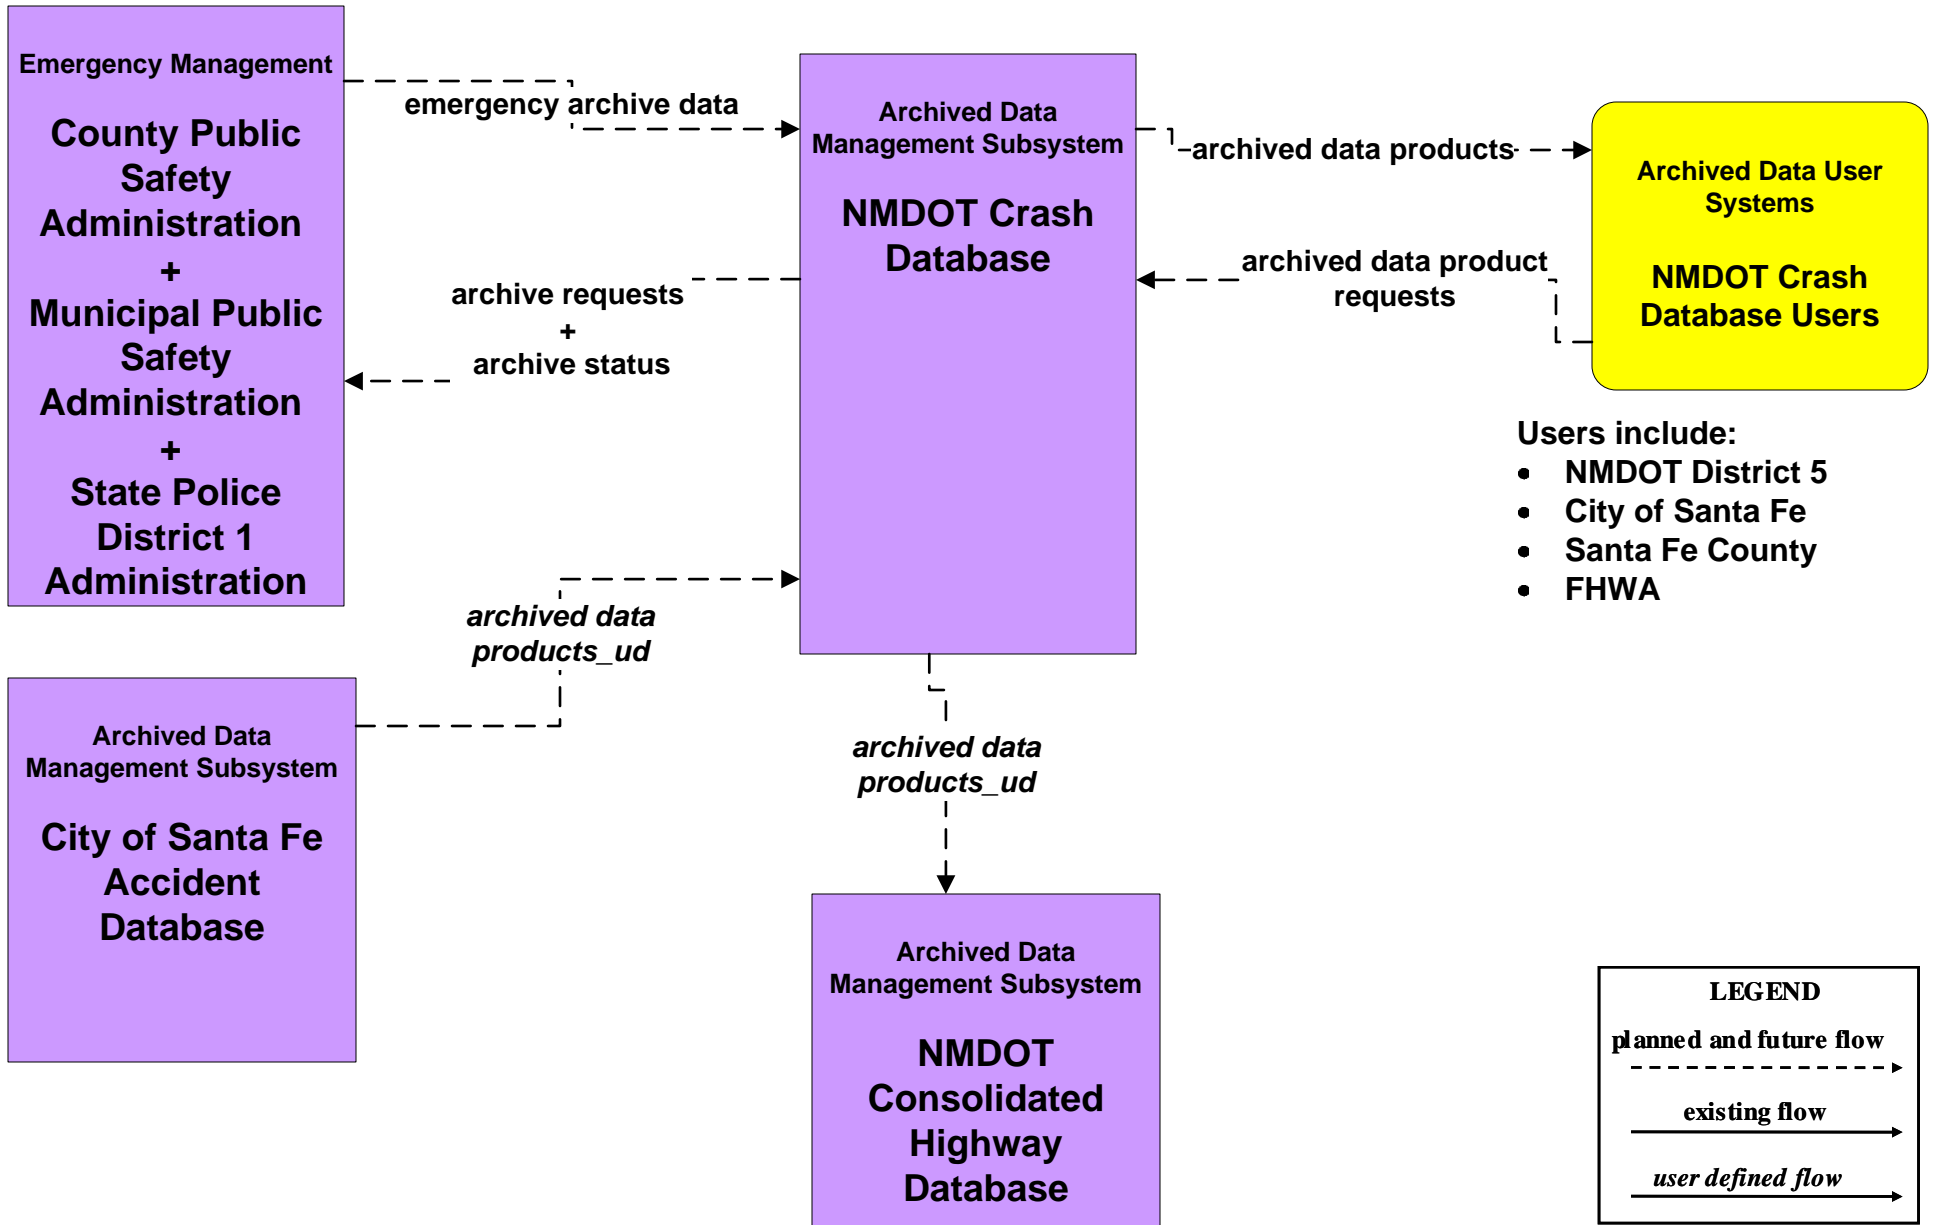 Emergency Management
County Public
Safety
Administration
+
Municipal Public
Safety
Administration
+
State Police
District 1
Administration
emergency archive data
archive requests
+
archive status
Archived Data
Management Subsystem
NMDOT Crash
Database
archived data products
archived data product
requests
Archived Data User
Systems
NMDOT Crash
Database Users
Users include:
• NMDOT District 5
• City of Santa Fe
• Santa Fe County
• FHWA
archived data
products_ud
Archived Data
Management Subsystem
City of Santa Fe
Accident
Database
archived data
products_ud
Archived Data
Management Subsystem
NMDOT
Consolidated
Highway
Database
LEGEND
planned and future flow
existing flow
user defined flow